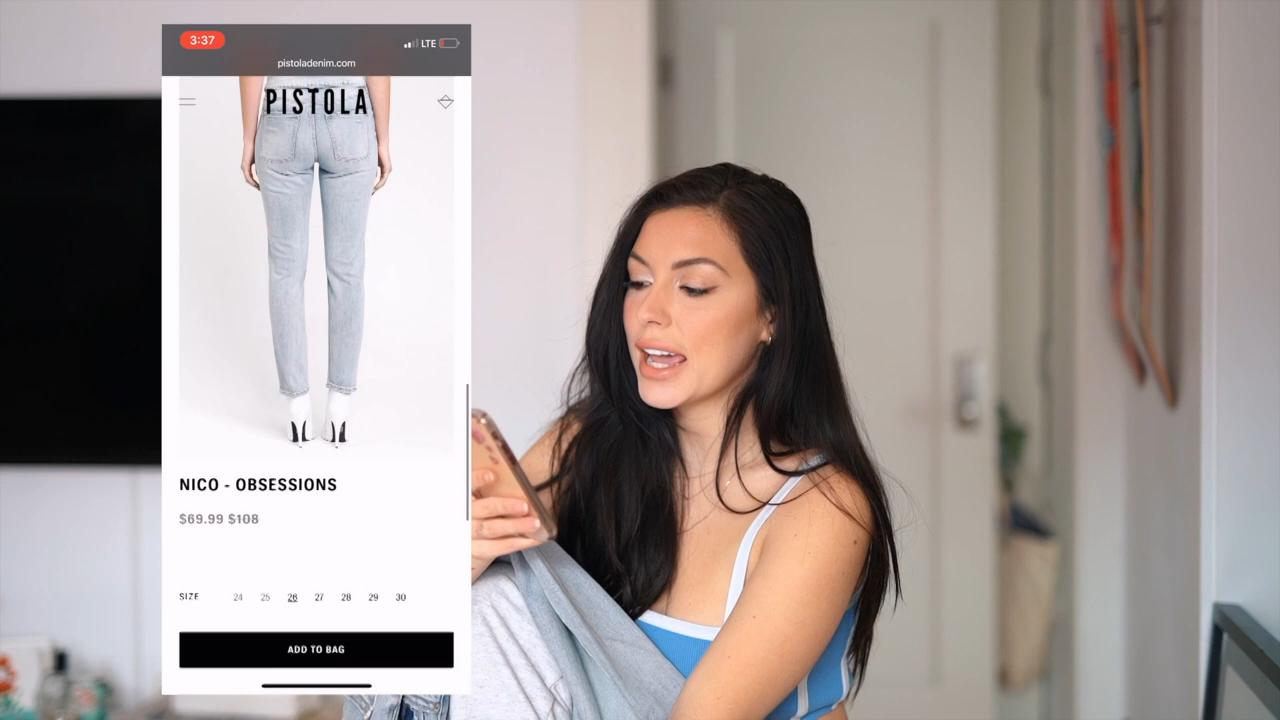 3:37
LTE
pistoladenim.com
PISTOLA
NICO - OBSESSIONS
$69.99 $108
SIZE 24 25 26 27 28 29 30
ADD TO BAG